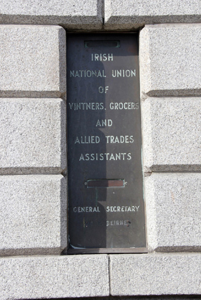 IRISH
NATIONAL UNION
OF
VINTNERS, GROCERS
AND
ALLIED TRADES
ASSISTANTS
GENERAL SECRETARY